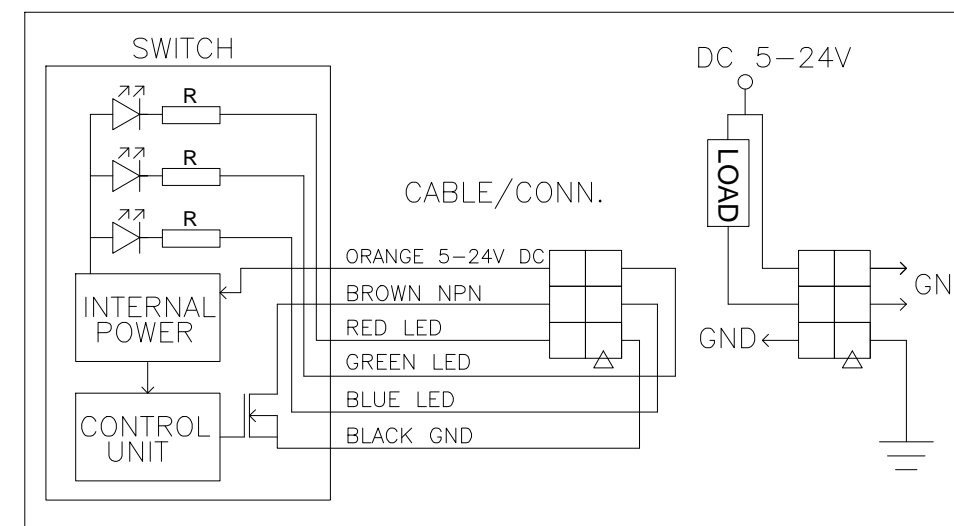 SWITCH
R
R
R
INTERNAL
POWER
CONTROL
UNIT
CABLE/CONN.
ORANGE 5-24V DC
BROWN NPN
RED LED
GREEN LED
BLUE LED
BLACK GND
DC 5-24V
LOAD
GN
GND